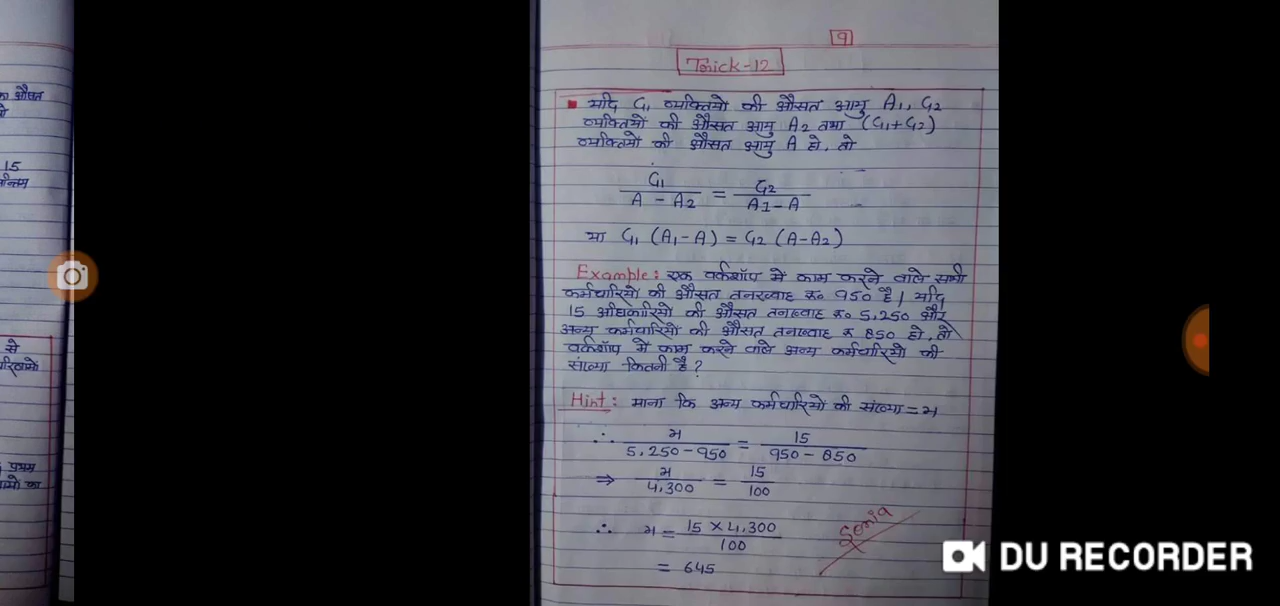 का औसत
15
से
प्रथम
9
Trick-12
यदि G1 व्यक्तियों की औसत आयु A1, G2
व्यक्तियों की औसत आयु A2 तथा (G1+G2)
व्यक्तियों की औसत आयु A हो, तो
G1 / A - A2 = G2 / A1 - A
या G1 (A1 - A) = G2 (A-A2)
Example: एक वर्कशॉप में काम करने वाले सभी
कर्मचारियों की औसत तनख्वाह रू० 950 है। यदि
15 अधिकारियों की औसत तनख्वाह रू० 5,250 और
अन्य कर्मचारियों की औसत तनख्वाह रू 850 हो, तो
वर्कशॉप में काम करने वाले अन्य कर्मचारियों की
संख्या कितनी है?
Hint: माना कि अन्य कर्मचारियों की संख्या = n
∴ n / 5,250-950 = 15 / 950-850
⇒ n / 4,300 = 15 / 100
∴ n = 15 × 4,300 / 100
= 645
Sonia
DU RECORDER